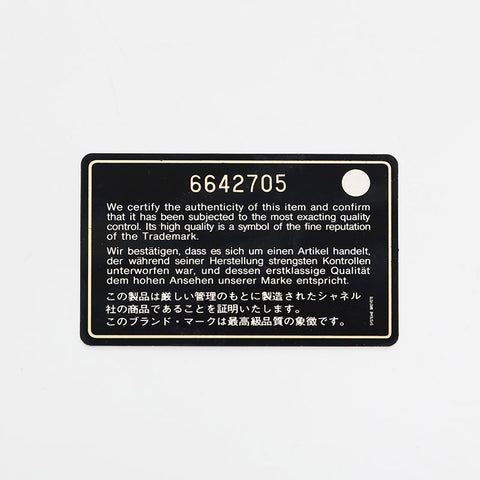 6642705
We certify the authenticity of this item and confirm
that it has been subjected to the most exacting quality
control. Its high quality is a symbol of the fine reputation
of the Trademark.
Wir bestätigen, dass es sich um einen Artikel handelt,
der während seiner Herstellung strengsten Kontrollen
unterworfen war, und dessen erstklassige Qualität
dem hohen Ansehen unserer Marke entspricht.
この製品は厳しい管理のもとに製造されたシャネル
社の商品であることを証明いたします。
このブランド・マークは最高級品質の象徴です。